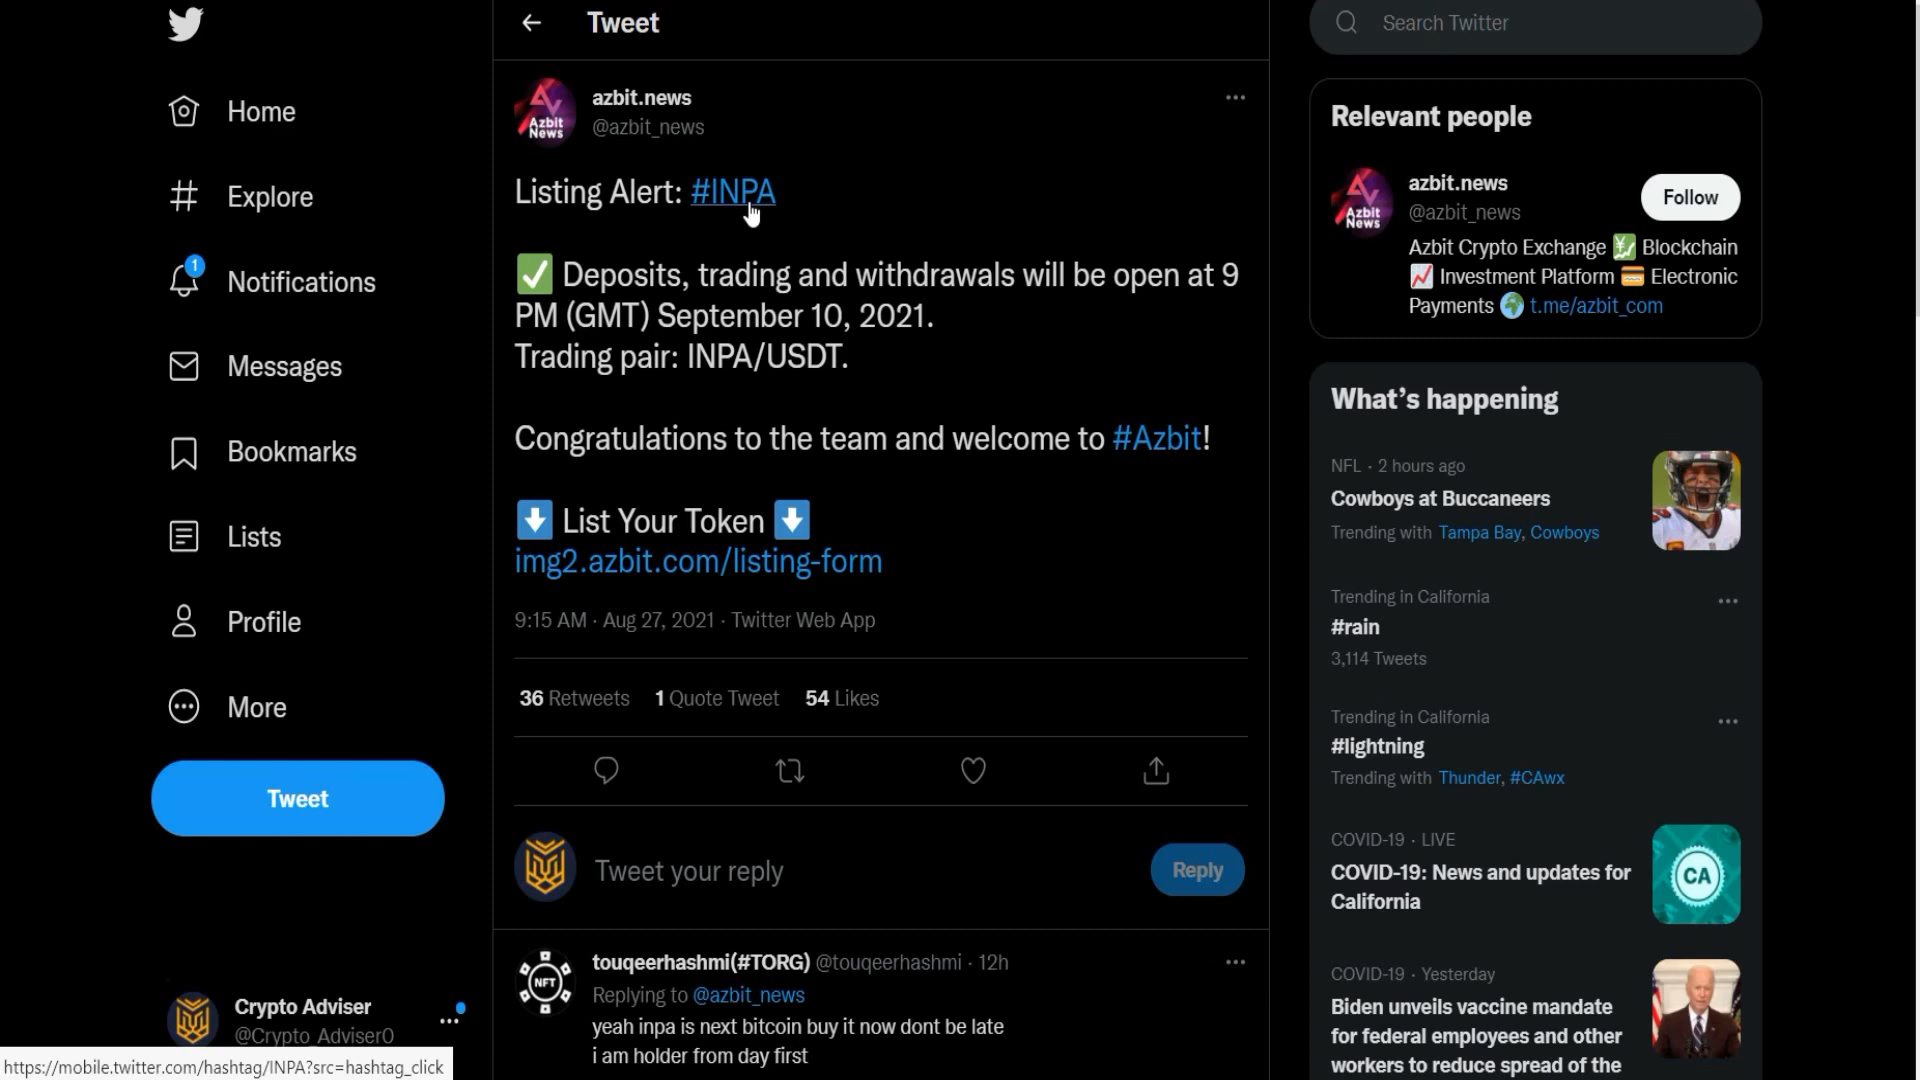 Home
Explore
1
Notifications
Messages
Bookmarks
Lists
Profile
More
Tweet
Crypto Adviser
@Crypto_Adviser0
https://mobile.twitter.com/hashtag/INPA?src=hashtag_click
Tweet
Azbit
News
azbit.news
@azbit_news
Listing Alert: #INPA
✅ Deposits, trading and withdrawals will be open at 9
PM (GMT) September 10, 2021.
Trading pair: INPA/USDT.
Congratulations to the team and welcome to #Azbit!
⬇️ List Your Token ⬇️
img2.azbit.com/listing-form
9:15 AM · Aug 27, 2021 · Twitter Web App
36 Retweets 1 Quote Tweet 54 Likes
Tweet your reply
Reply
NFT
touqeerhashmi(#TORG) @touqeerhashmi · 12h
Replying to @azbit_news
yeah inpa is next bitcoin buy it now dont be late
i am holder from day first
Search Twitter
Relevant people
Azbit
News
azbit.news
@azbit_news
Follow
Azbit Crypto Exchange 💹 Blockchain
📈 Investment Platform 💳 Electronic
Payments 🌍 t.me/azbit_com
What's happening
NFL · 2 hours ago
Cowboys at Buccaneers
Trending with Tampa Bay, Cowboys
Trending in California
#rain
3,114 Tweets
Trending in California
#lightning
Trending with Thunder, #CAwx
COVID-19 · LIVE
COVID-19: News and updates for
California
CA
COVID-19 · Yesterday
Biden unveils vaccine mandate
for federal employees and other
workers to reduce spread of the